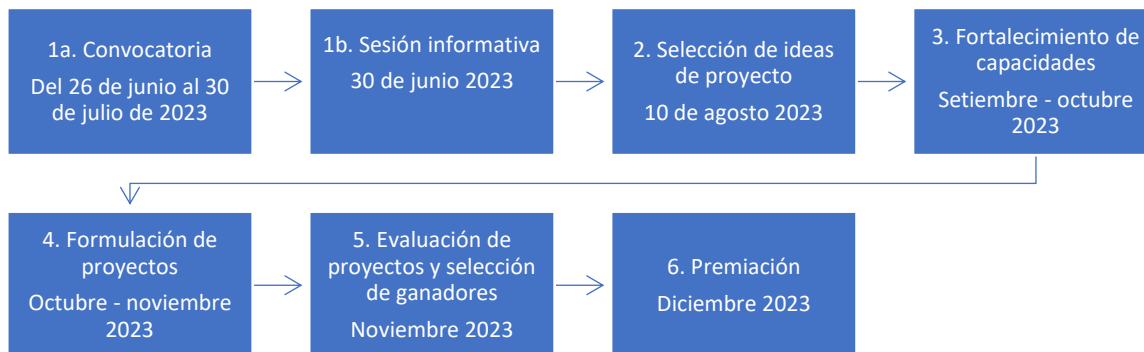 1a. Convocatoria
Del 26 de junio al 30
de julio de 2023
1b. Sesión informativa
30 de junio 2023
2. Selección de ideas
de proyecto
10 de agosto 2023
3. Fortalecimiento de
capacidades
Setiembre - octubre
2023
4. Formulación de
proyectos
Octubre - noviembre
2023
5. Evaluación de
proyectos y selección
de ganadores
Noviembre 2023
6. Premiación
Diciembre 2023